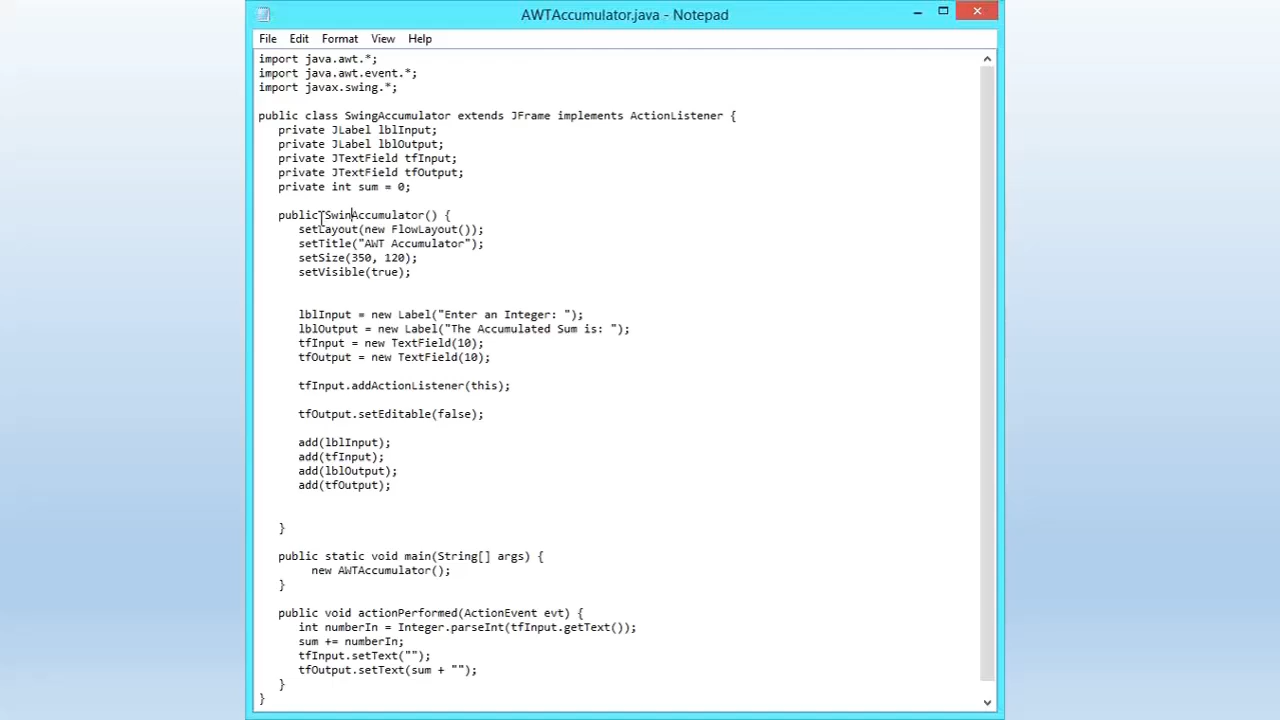 AWTAccumulator.java - Notepad
File Edit Format View Help
import java.awt.*;
import java.awt.event.*;
import javax.swing.*;
public class SwingAccumulator extends JFrame implements ActionListener {
private JLabel lblInput;
private JLabel lblOutput;
private JTextField tfInput;
private JTextField tfOutput;
private int sum = 0;
public SwinAccumulator() {
setLayout(new FlowLayout());
setTitle("AWT Accumulator");
setSize(350, 120);
setVisible(true);
lblInput = new Label("Enter an Integer: ");
lblOutput = new Label("The Accumulated Sum is: ");
tfInput = new TextField(10);
tfOutput = new TextField(10);
tfInput.addActionListener(this);
tfOutput.setEditable(false);
add(lblInput);
add(tfInput);
add(lblOutput);
add(tfOutput);
}
public static void main(String[] args) {
new AWTAccumulator();
}
public void actionPerformed(ActionEvent evt) {
int numberIn = Integer.parseInt(tfInput.getText());
sum += numberIn;
tfInput.setText("");
tfOutput.setText(sum + "");
}
}